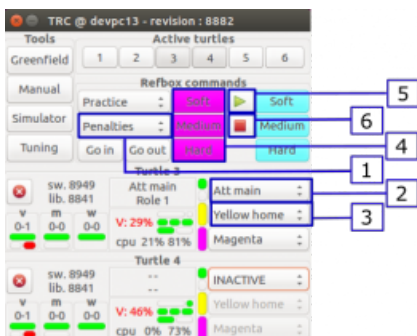 TRC @ devpc13 - revision : 8882
Tools Active turtles
Greenfield 1 2 3 4 5 6
Manual Refbox commands
Practice Soft Soft 5
Simulator Penalties Medium Medium 6
Tuning Go in Go out Hard Hard 4
1
Turtle 3
sw. 8949 Att main Att main 2
lib. 8841 Role 1
v m w V: 29% Yellow home 3
0-1 0-0 0-0 cpu 21% 81% Magenta
Turtle 4
sw. 8949 -- INACTIVE
lib. 8841 --
v m w V: 46% Yellow home
0-1 0-0 0-0 cpu 0% 73% Magenta